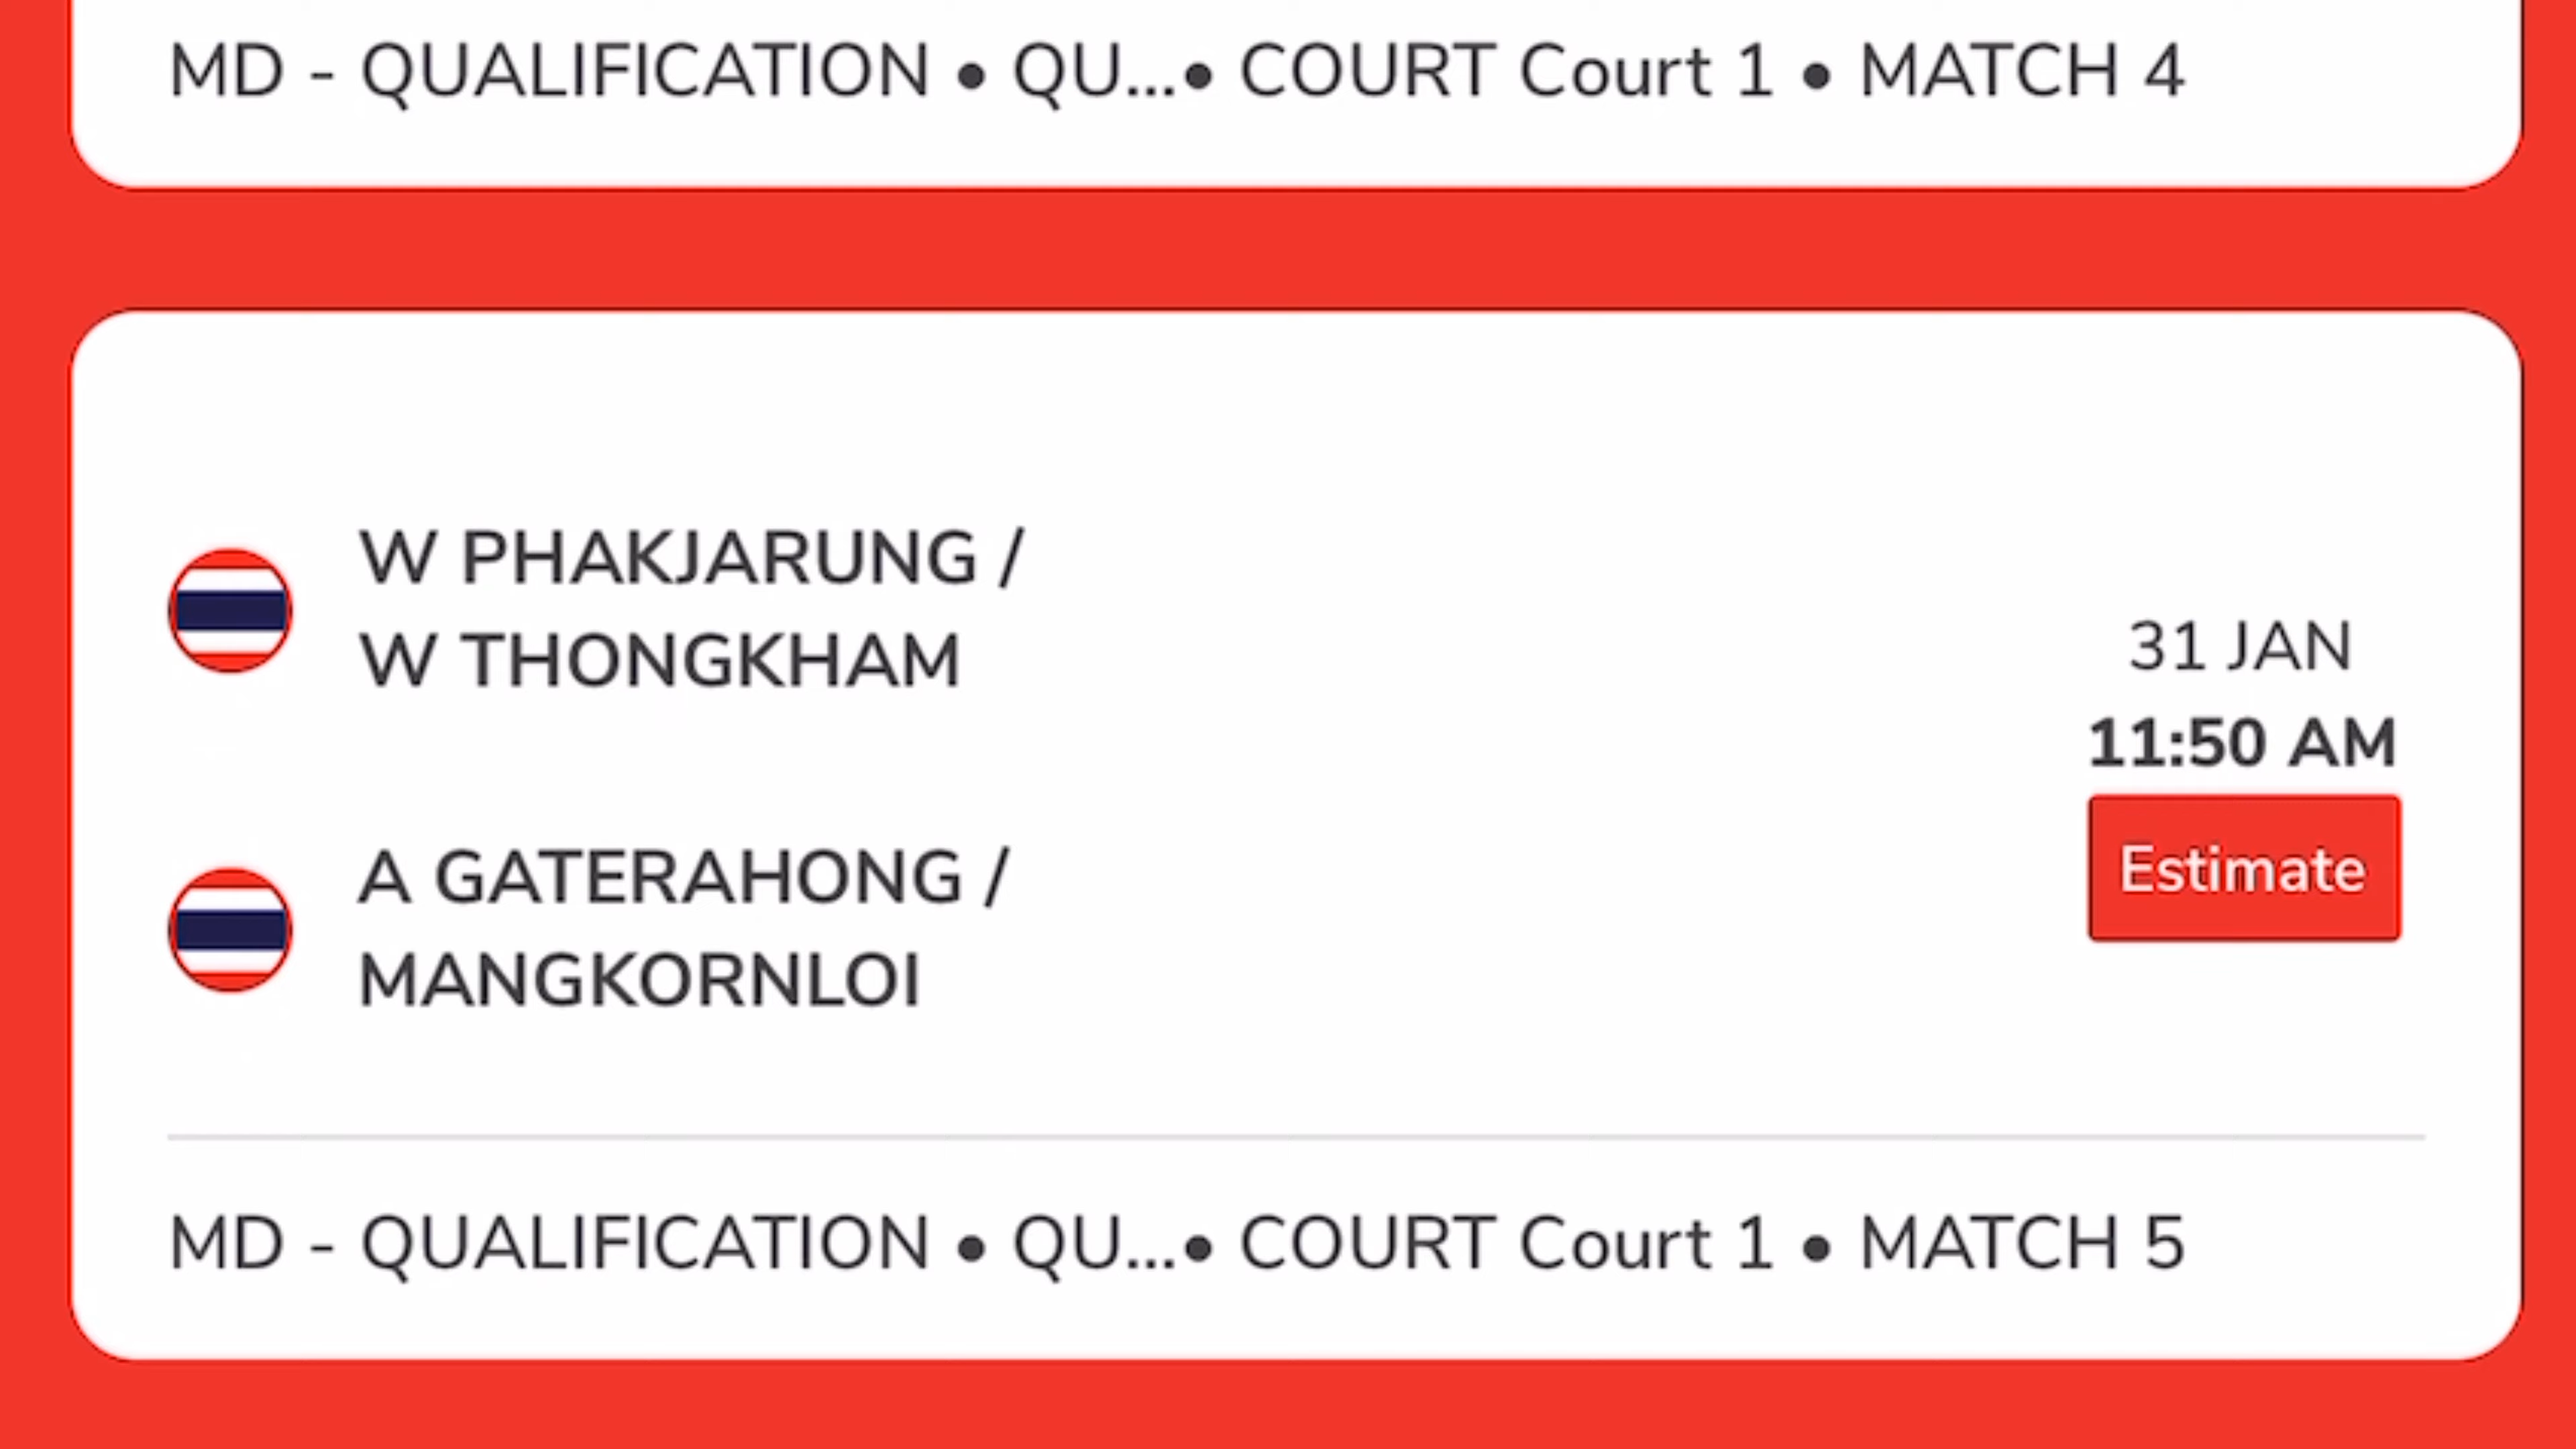 MD - QUALIFICATION • QU...• COURT Court 1 • MATCH 4
W PHAKJARUNG /
W THONGKHAM
31 JAN
11:50 AM
Estimate
A GATERAHONG /
MANGKORNLOI
MD - QUALIFICATION • QU...• COURT Court 1 • MATCH 5